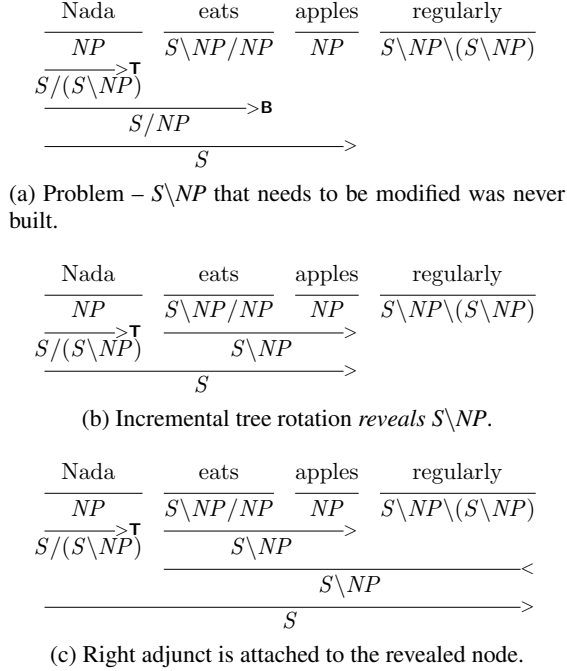 Nada eats apples regularly
NP S\NP/NP NP S\NP\(S\NP)
>T
S/(S\NP)
>B
S/NP
>
S
(a) Problem – S\NP that needs to be modified was never
built.
Nada eats apples regularly
NP S\NP/NP NP S\NP\(S\NP)
>T >
S/(S\NP) S\NP
>
S
(b) Incremental tree rotation reveals S\NP.
Nada eats apples regularly
NP S\NP/NP NP S\NP\(S\NP)
>T >
S/(S\NP) S\NP
<
S\NP
>
S
(c) Right adjunct is attached to the revealed node.